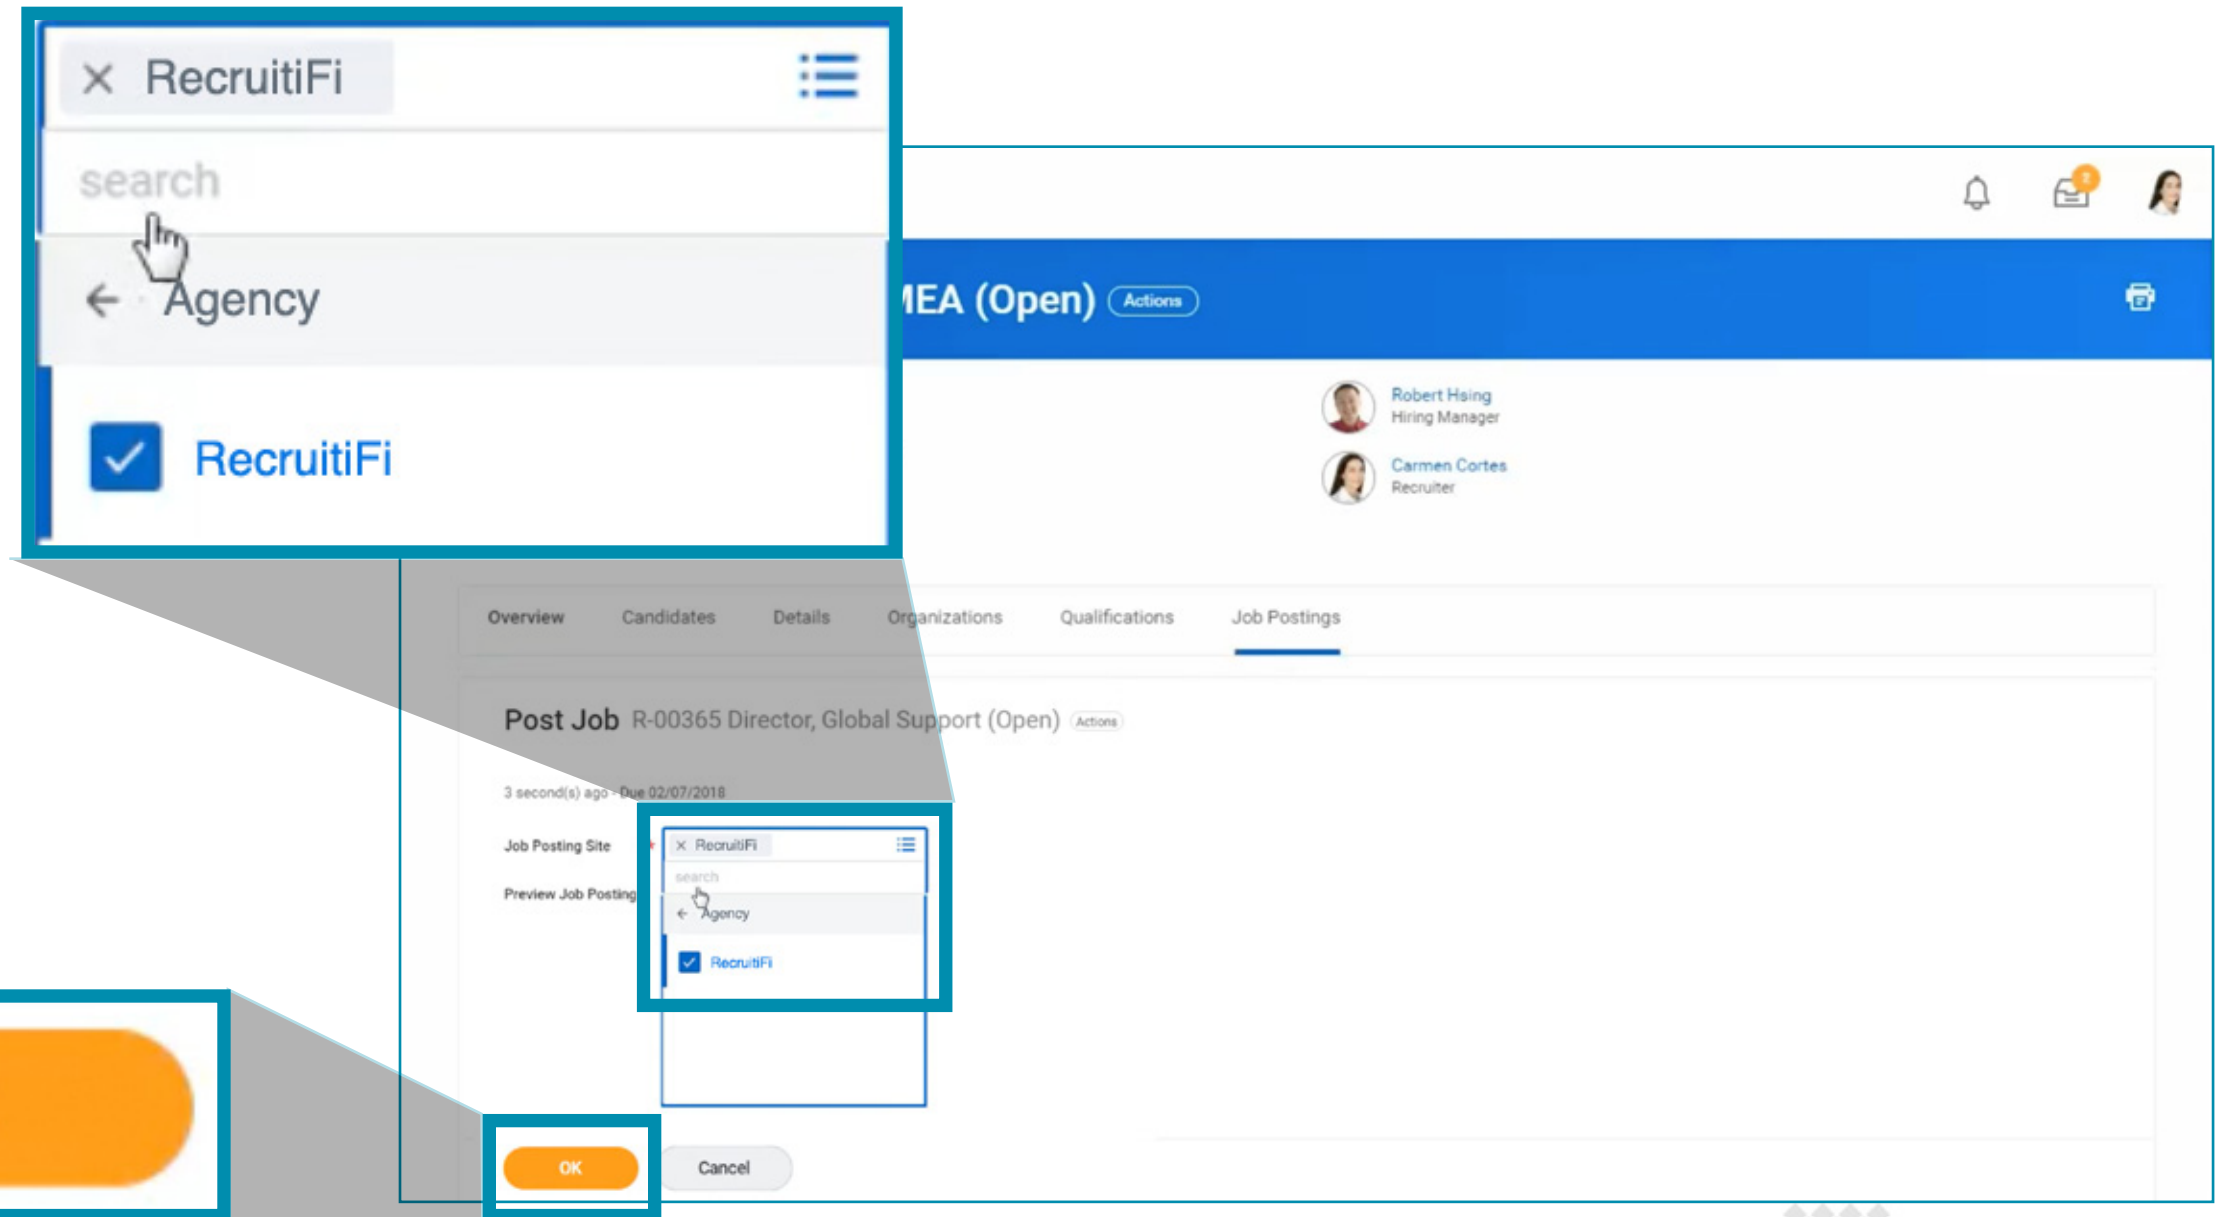 × RecruitiFi
search
← Agency
RecruitiFi
2
MEA (Open) Actions
Robert Hsing
Hiring Manager
Carmen Cortes
Recruiter
Overview Candidates Details Organizations Qualifications Job Postings
Post Job R-00365 Director, Global Support (Open) Actions
3 second(s) ago - Due 02/07/2018
Job Posting Site * × RecruitiFi
search
Preview Job Posting
← Agency
RecruitiFi
OK Cancel